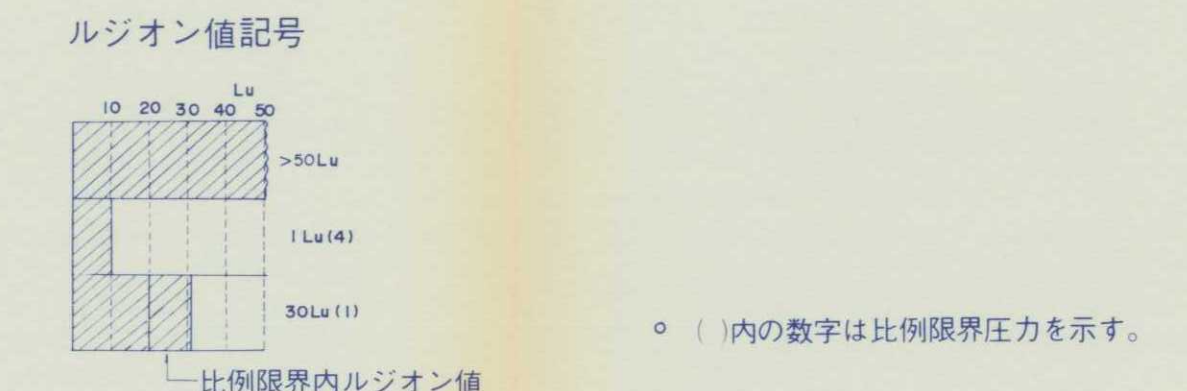 ルジオン値記号
Lu
10 20 30 40 50
>50Lu
1Lu(4)
30Lu(1)
。 ( )内の数字は比例限界圧力を示す。
比例限界内ルジオン値